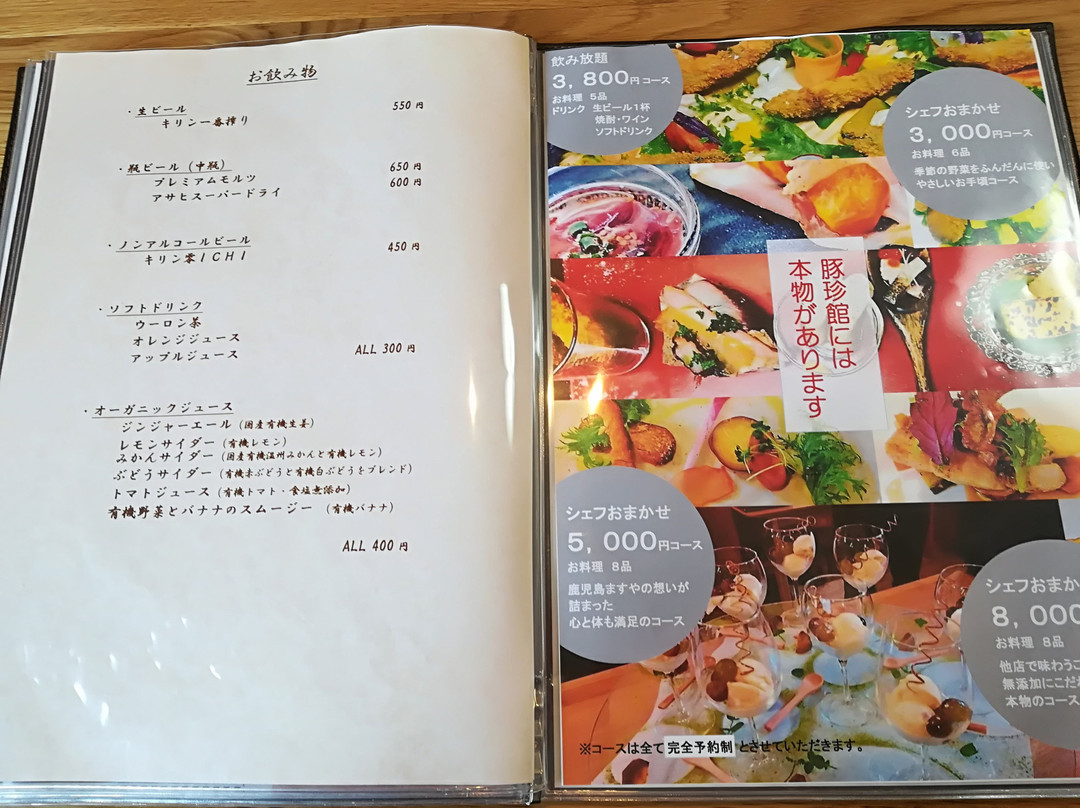 お飲み物
・生ビール 550 円
キリン一番搾り
・瓶ビール (中瓶) 650 円
プレミアムモルツ 600 円
アサヒスーパードライ
・ノンアルコールビール 450 円
キリン零ICHI
・ソフトドリンク
ウーロン茶
オレンジジュース
アップルジュース ALL 300 円
・オーガニックジュース
ジンジャーエール (国産有機生姜)
レモンサイダー (有機レモン)
みかんサイダー (国産有機温州みかんと有機レモン)
ぶどうサイダー (有機赤ぶどうと有機白ぶどうをブレンド)
トマトジュース (有機トマト・食塩無添加)
有機野菜とバナナのスムージー (有機バナナ)
ALL 400 円
飲み放題
3,800円コース
お料理 5品
ドリンク 生ビール1杯
焼酎・ワイン
ソフトドリンク
シェフおまかせ
3,000円コース
お料理 6品
季節の野菜をふんだんに使い
やさしいお手頃コース
豚珍館には
本物があります
シェフおまかせ
5,000円コース
お料理 8品
鹿児島ますやの想いが
詰まった
心と体も満足のコース
シェフおまか
8,000
お料理 8品
他店で味わうこ
無添加にこだ
本物のコース
※コースは全て完全予約制とさせていただきます。